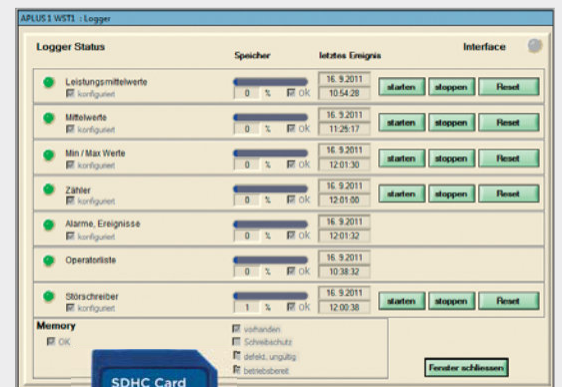 APLUS1 WST1 : Logger
Logger Status
Speicher letztes Ereignis Interface
Leistungsmittelwerte 16. 9.2011
konfiguriert 0 % OK 10:54:28 starten stoppen Reset
Mittelwerte 16. 9.2011
konfiguriert 0 % OK 11:25:17 starten stoppen Reset
Min / Max Werte 16. 9.2011
konfiguriert 0 % OK 12:01:30 starten stoppen Reset
Zähler 16. 9.2011
konfiguriert 0 % OK 12:01:00 starten stoppen Reset
Alarme, Ereignisse 16. 9.2011
konfiguriert 0 % OK 12:01:32
Operatorliste 16. 9.2011
0 % OK 10:38:32
Störschreiber 16. 9.2011
konfiguriert 1 % OK 12:00:38 starten stoppen Reset
Memory
OK
vorhanden
Schreibschutz
defekt, ungültig
betriebsbereit
Fenster schliessen
SDHC Card